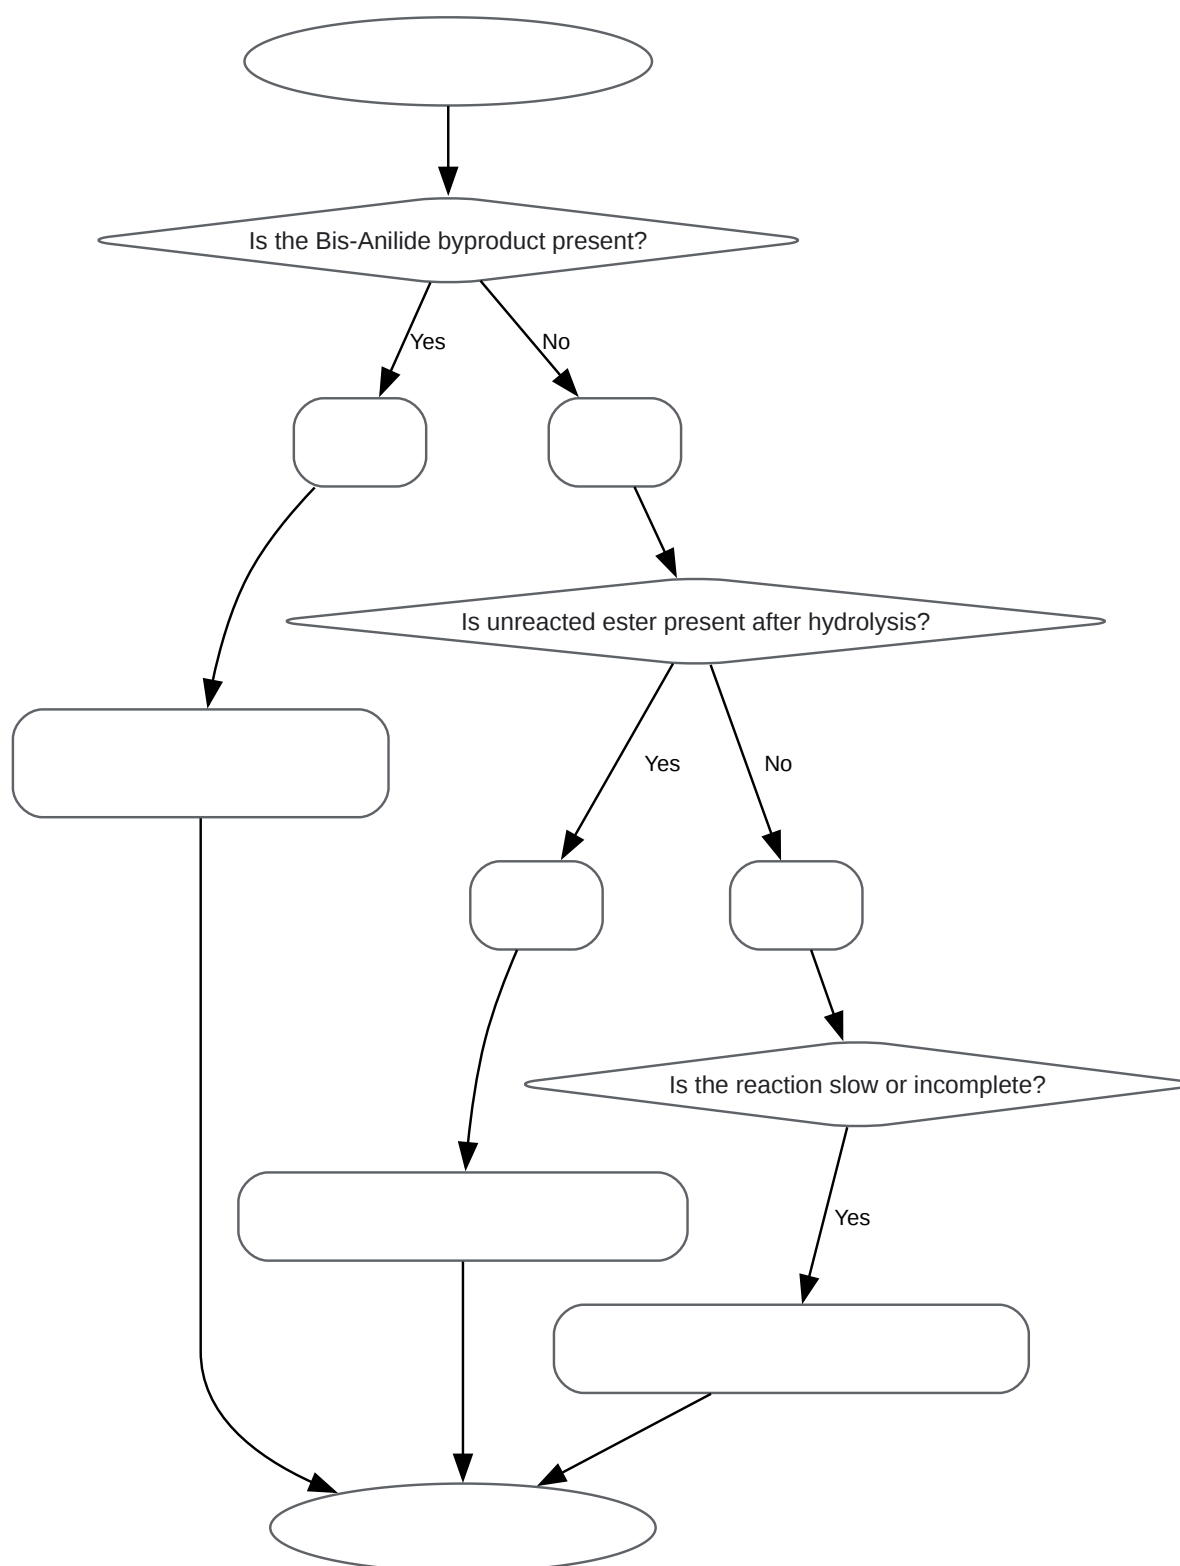 Is the Bis-Anilide byproduct present?
Yes
No
Is unreacted ester present after hydrolysis?
Yes
No
Is the reaction slow or incomplete?
Yes